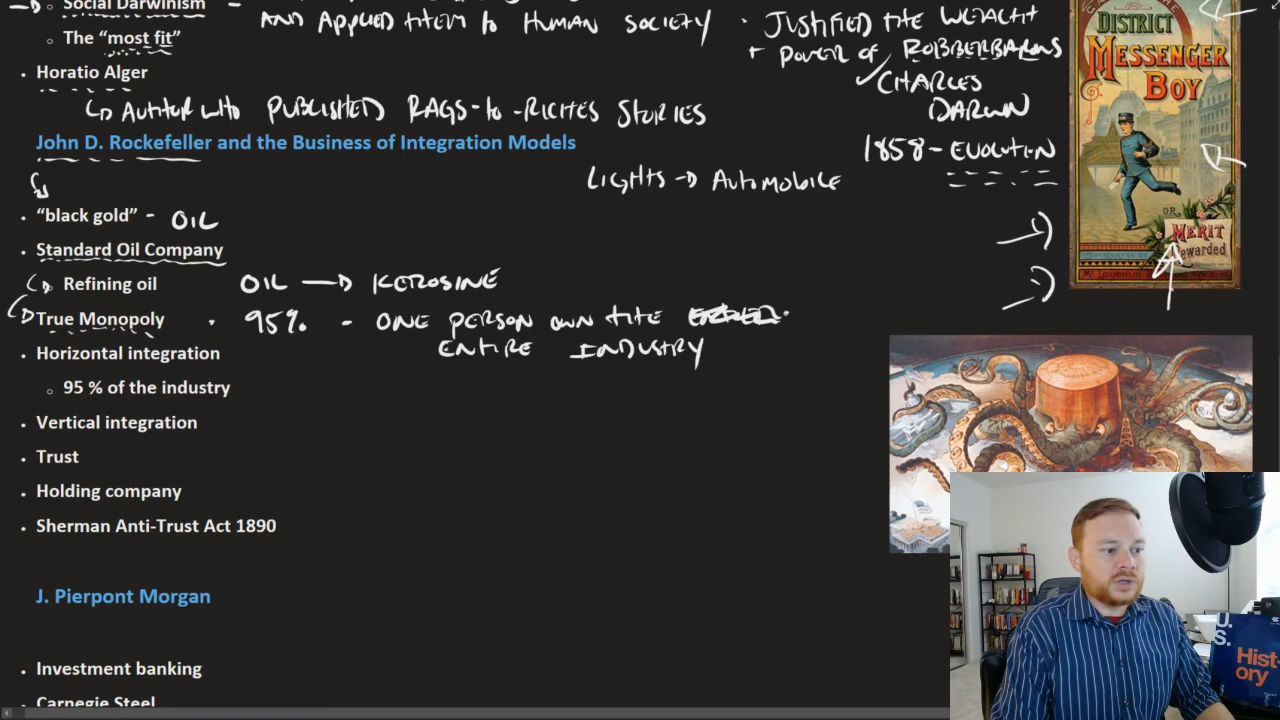 Social Darwinism -
AND APPLIED THEM to HUMAN SOCIETY
• JUSTIFIED THE WEALTH
+ POWER OF ROBBERBARONS
The “most fit”
CHARLES
DARWIN
• Horatio Alger
↳ AUTHOR WHO PUBLISHED RAGS-to-RICHES STORIES
John D. Rockefeller and the Business of Integration Models
1858 - EVOLUTION
LIGHTS → AUTOMOBILE
• “black gold” - OIL
• Standard Oil Company
Refining oil OIL → KEROSINE
• True Monopoly • 95% - ONE PERSON OWN THE
ENTIRE INDUSTRY
• Horizontal integration
95 % of the industry
• Vertical integration
• Trust
• Holding company
• Sherman Anti-Trust Act 1890
J. Pierpont Morgan
• Investment banking
• Carnegie Steel
DISTRICT
MESSENGER
BOY
OR
MERIT
Rewarded
U.
S.
Hist-
ory